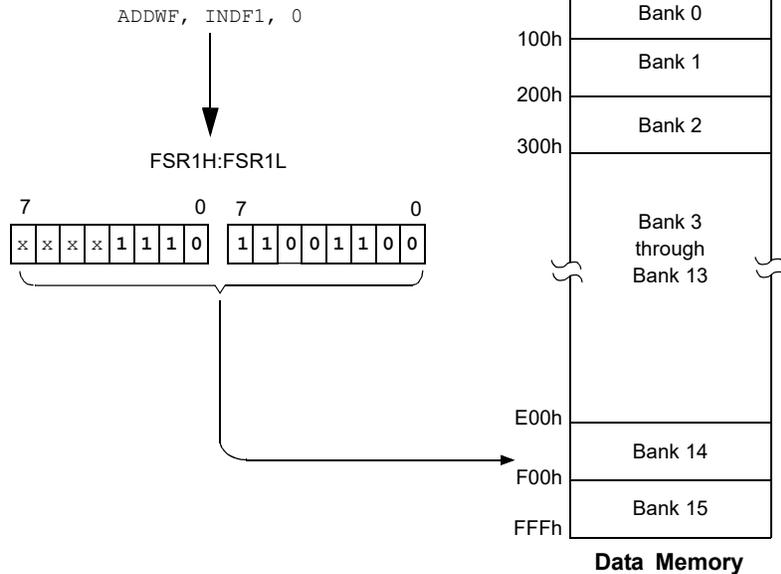 ADDWF, INDF1, 0
FSR1H:FSR1L
7 0 7 0
x x x x 1 1 1 0 1 1 0 0 1 1 0 0
Bank 0
100h
Bank 1
200h
Bank 2
300h
Bank 3
through
Bank 13
E00h
Bank 14
F00h
Bank 15
FFFh
Data Memory